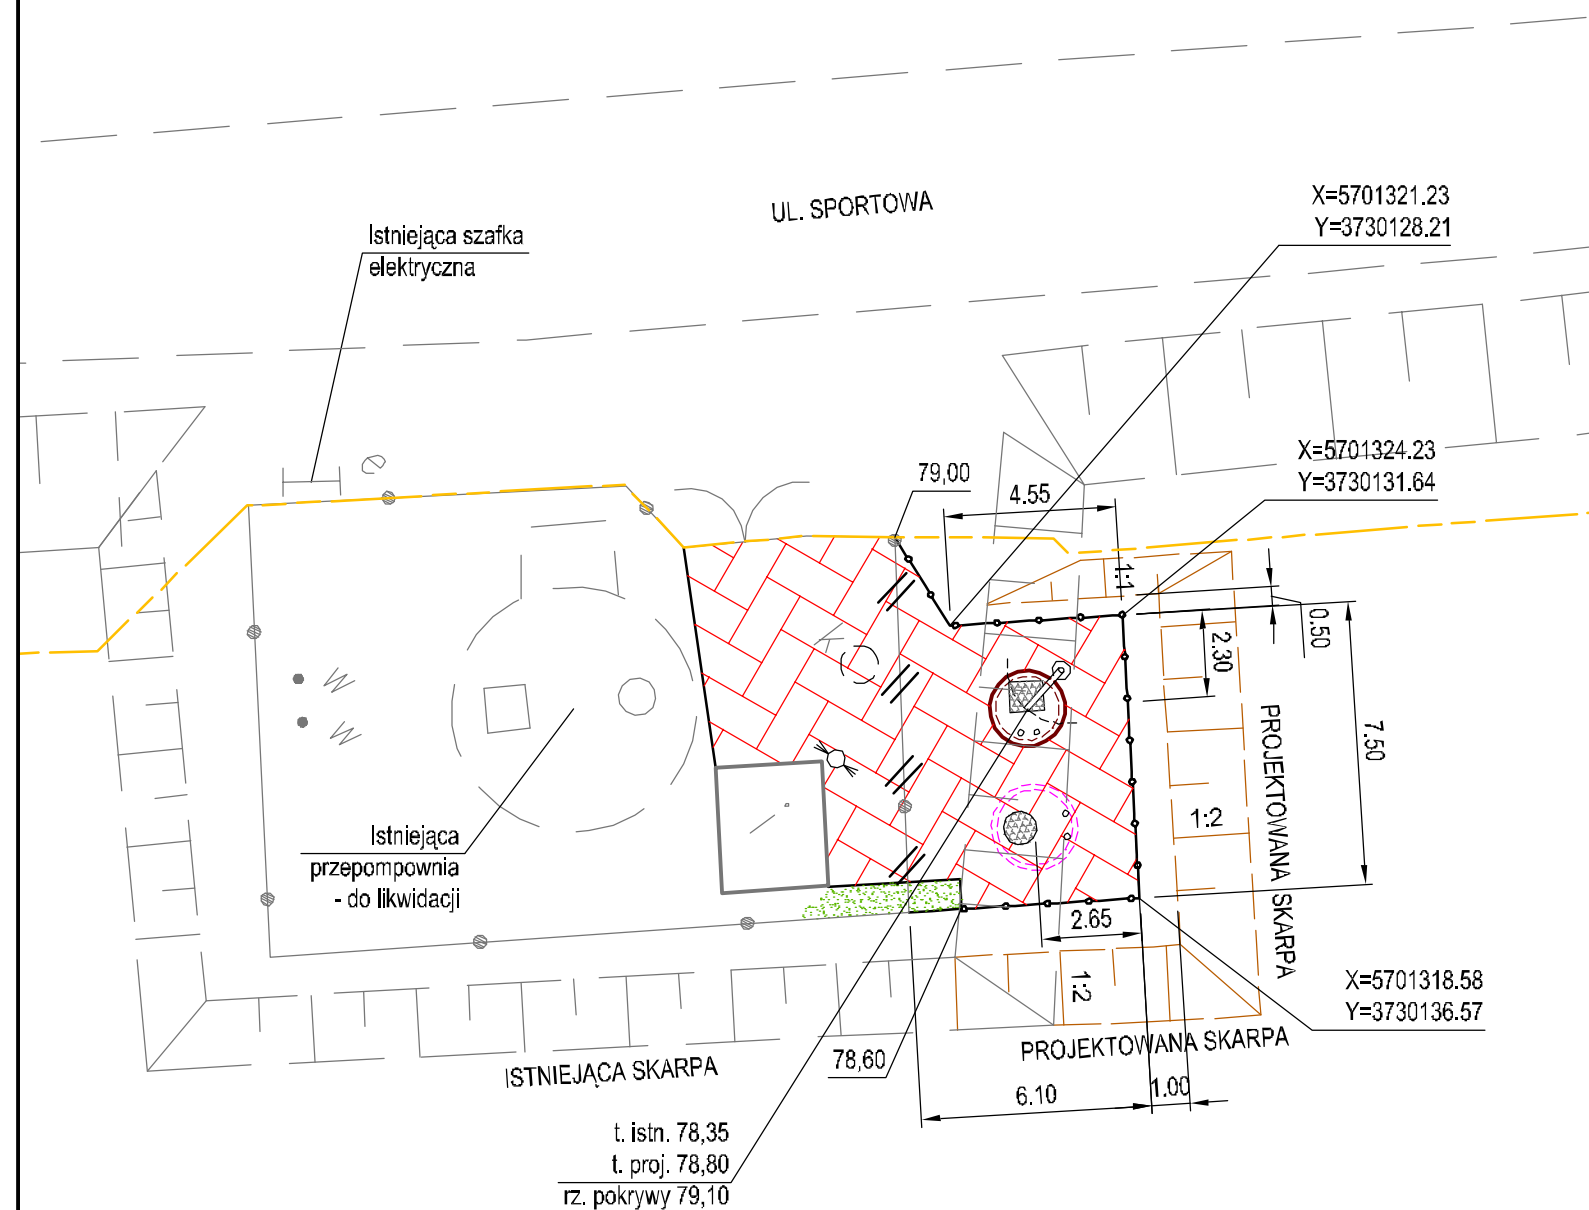 UL. SPORTOWA
X=5701321.23
Y=3730128.21
Istniejąca szafka
elektryczna
X=5701324.23
Y=3730131.64
79,00
4.55
1:1
0.50
2.30
7.50
PROJEKTOWANA SKARPA
1:2
Istniejąca
przepompownia
- do likwidacji
2.65
1:2
X=5701318.58
Y=3730136.57
PROJEKTOWANA SKARPA
78,60
ISTNIEJĄCA SKARPA
6.10
1.00
t. istn. 78,35
t. proj. 78,80
rz. pokrywy 79,10